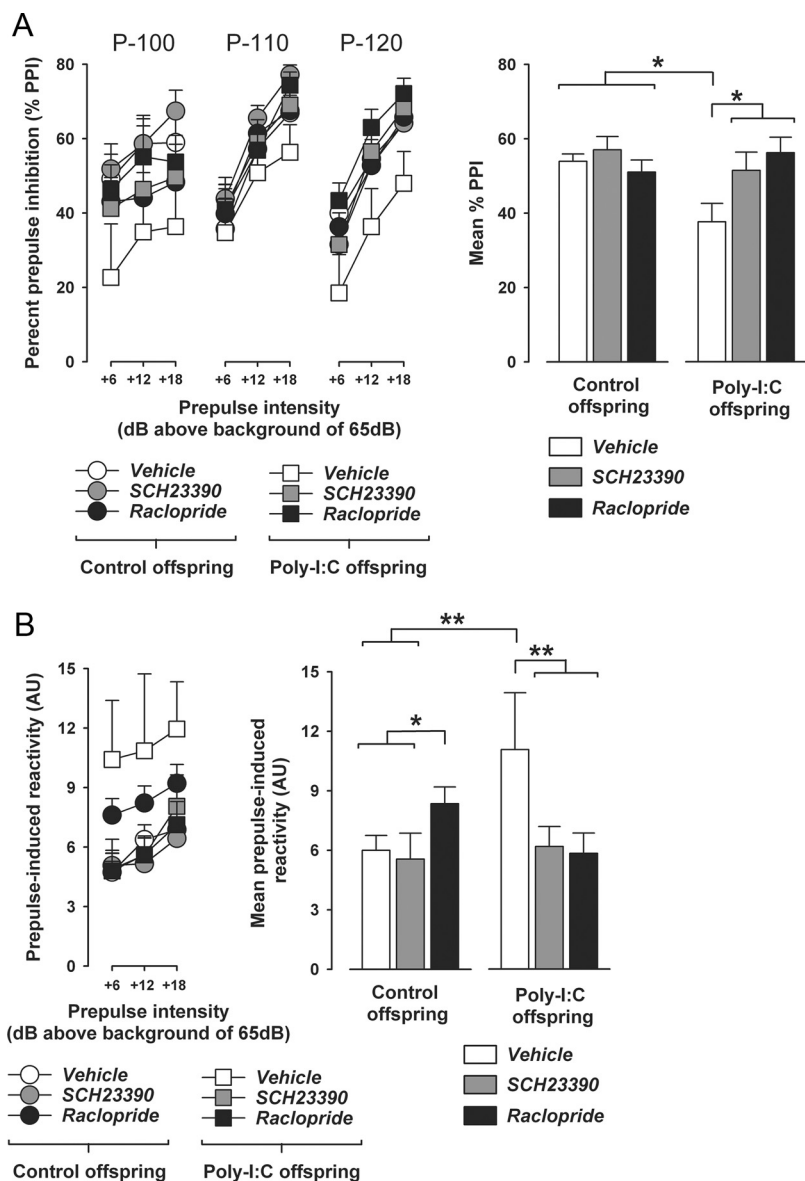 A
P-100 P-110 P-120
Perecnt prepulse inhibition (% PPI)
80
60
40
20
0
+6 +12 +18 +6 +12 +18 +6 +12 +18
Prepulse intensity
(dB above background of 65dB)
Vehicle
SCH23390
Raclopride
Control offspring
Vehicle
SCH23390
Raclopride
Poly-I:C offspring
Mean % PPI
80
60
40
20
0
*
*
Control
offspring
Poly-I:C
offspring
Vehicle
SCH23390
Raclopride
B
Prepulse-induced reactivity (AU)
15
12
9
6
3
0
+6 +12 +18
Prepulse intensity
(dB above background of 65dB)
Vehicle
SCH23390
Raclopride
Control offspring
Vehicle
SCH23390
Raclopride
Poly-I:C offspring
Mean prepulse-induced
reactivity (AU)
15
12
9
6
3
0
**
**
*
Control
offspring
Poly-I:C
offspring
Vehicle
SCH23390
Raclopride